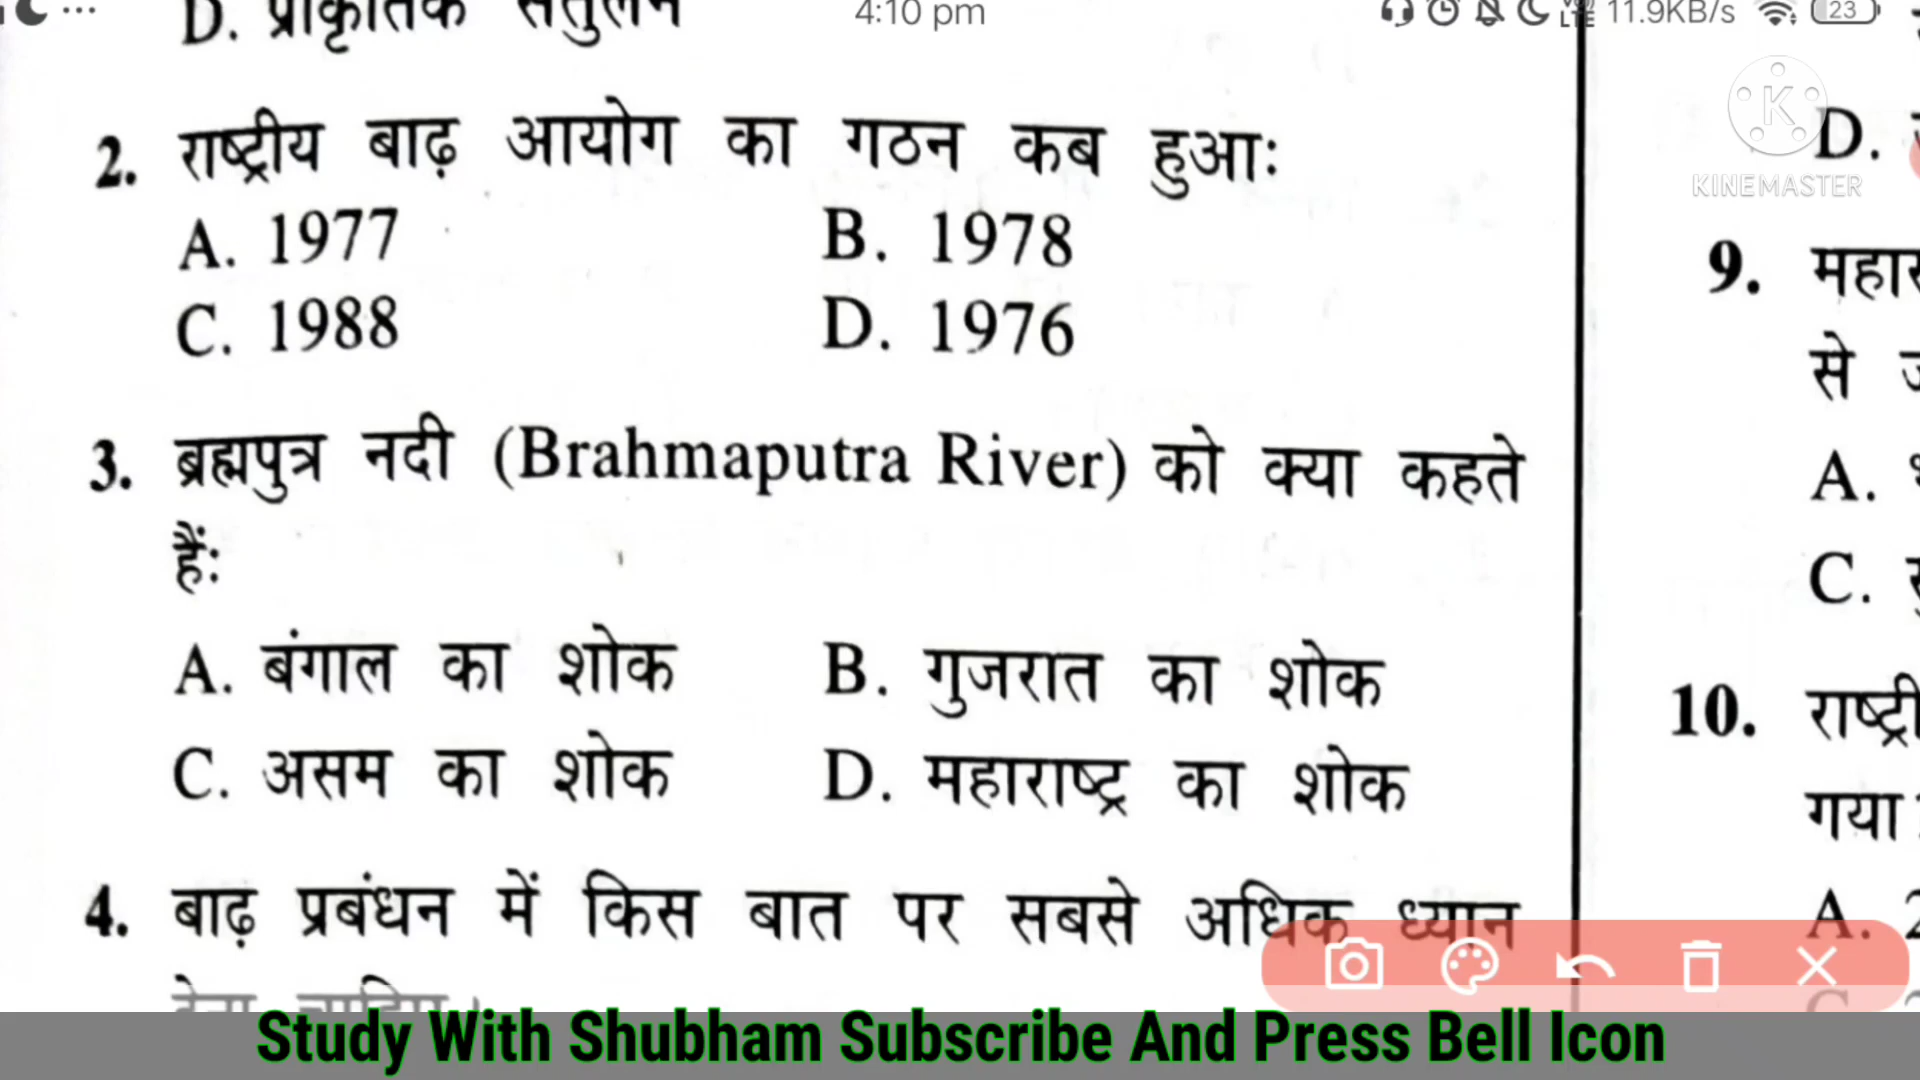 D. प्राकृतिक संतुलन
4:10 pm
11.9KB/s
23
2. राष्ट्रीय बाढ़ आयोग का गठन कब हुआः
A. 1977 B. 1978
C. 1988 D. 1976
3. ब्रह्मपुत्र नदी (Brahmaputra River) को क्या कहते
हैंः
A. बंगाल का शोक B. गुजरात का शोक
C. असम का शोक D. महाराष्ट्र का शोक
4. बाढ़ प्रबंधन में किस बात पर सबसे अधिक ध्यान
KINEMASTER
D.
9.
से
A.
C.
10.
गया
A.
Study With Shubham Subscribe And Press Bell Icon